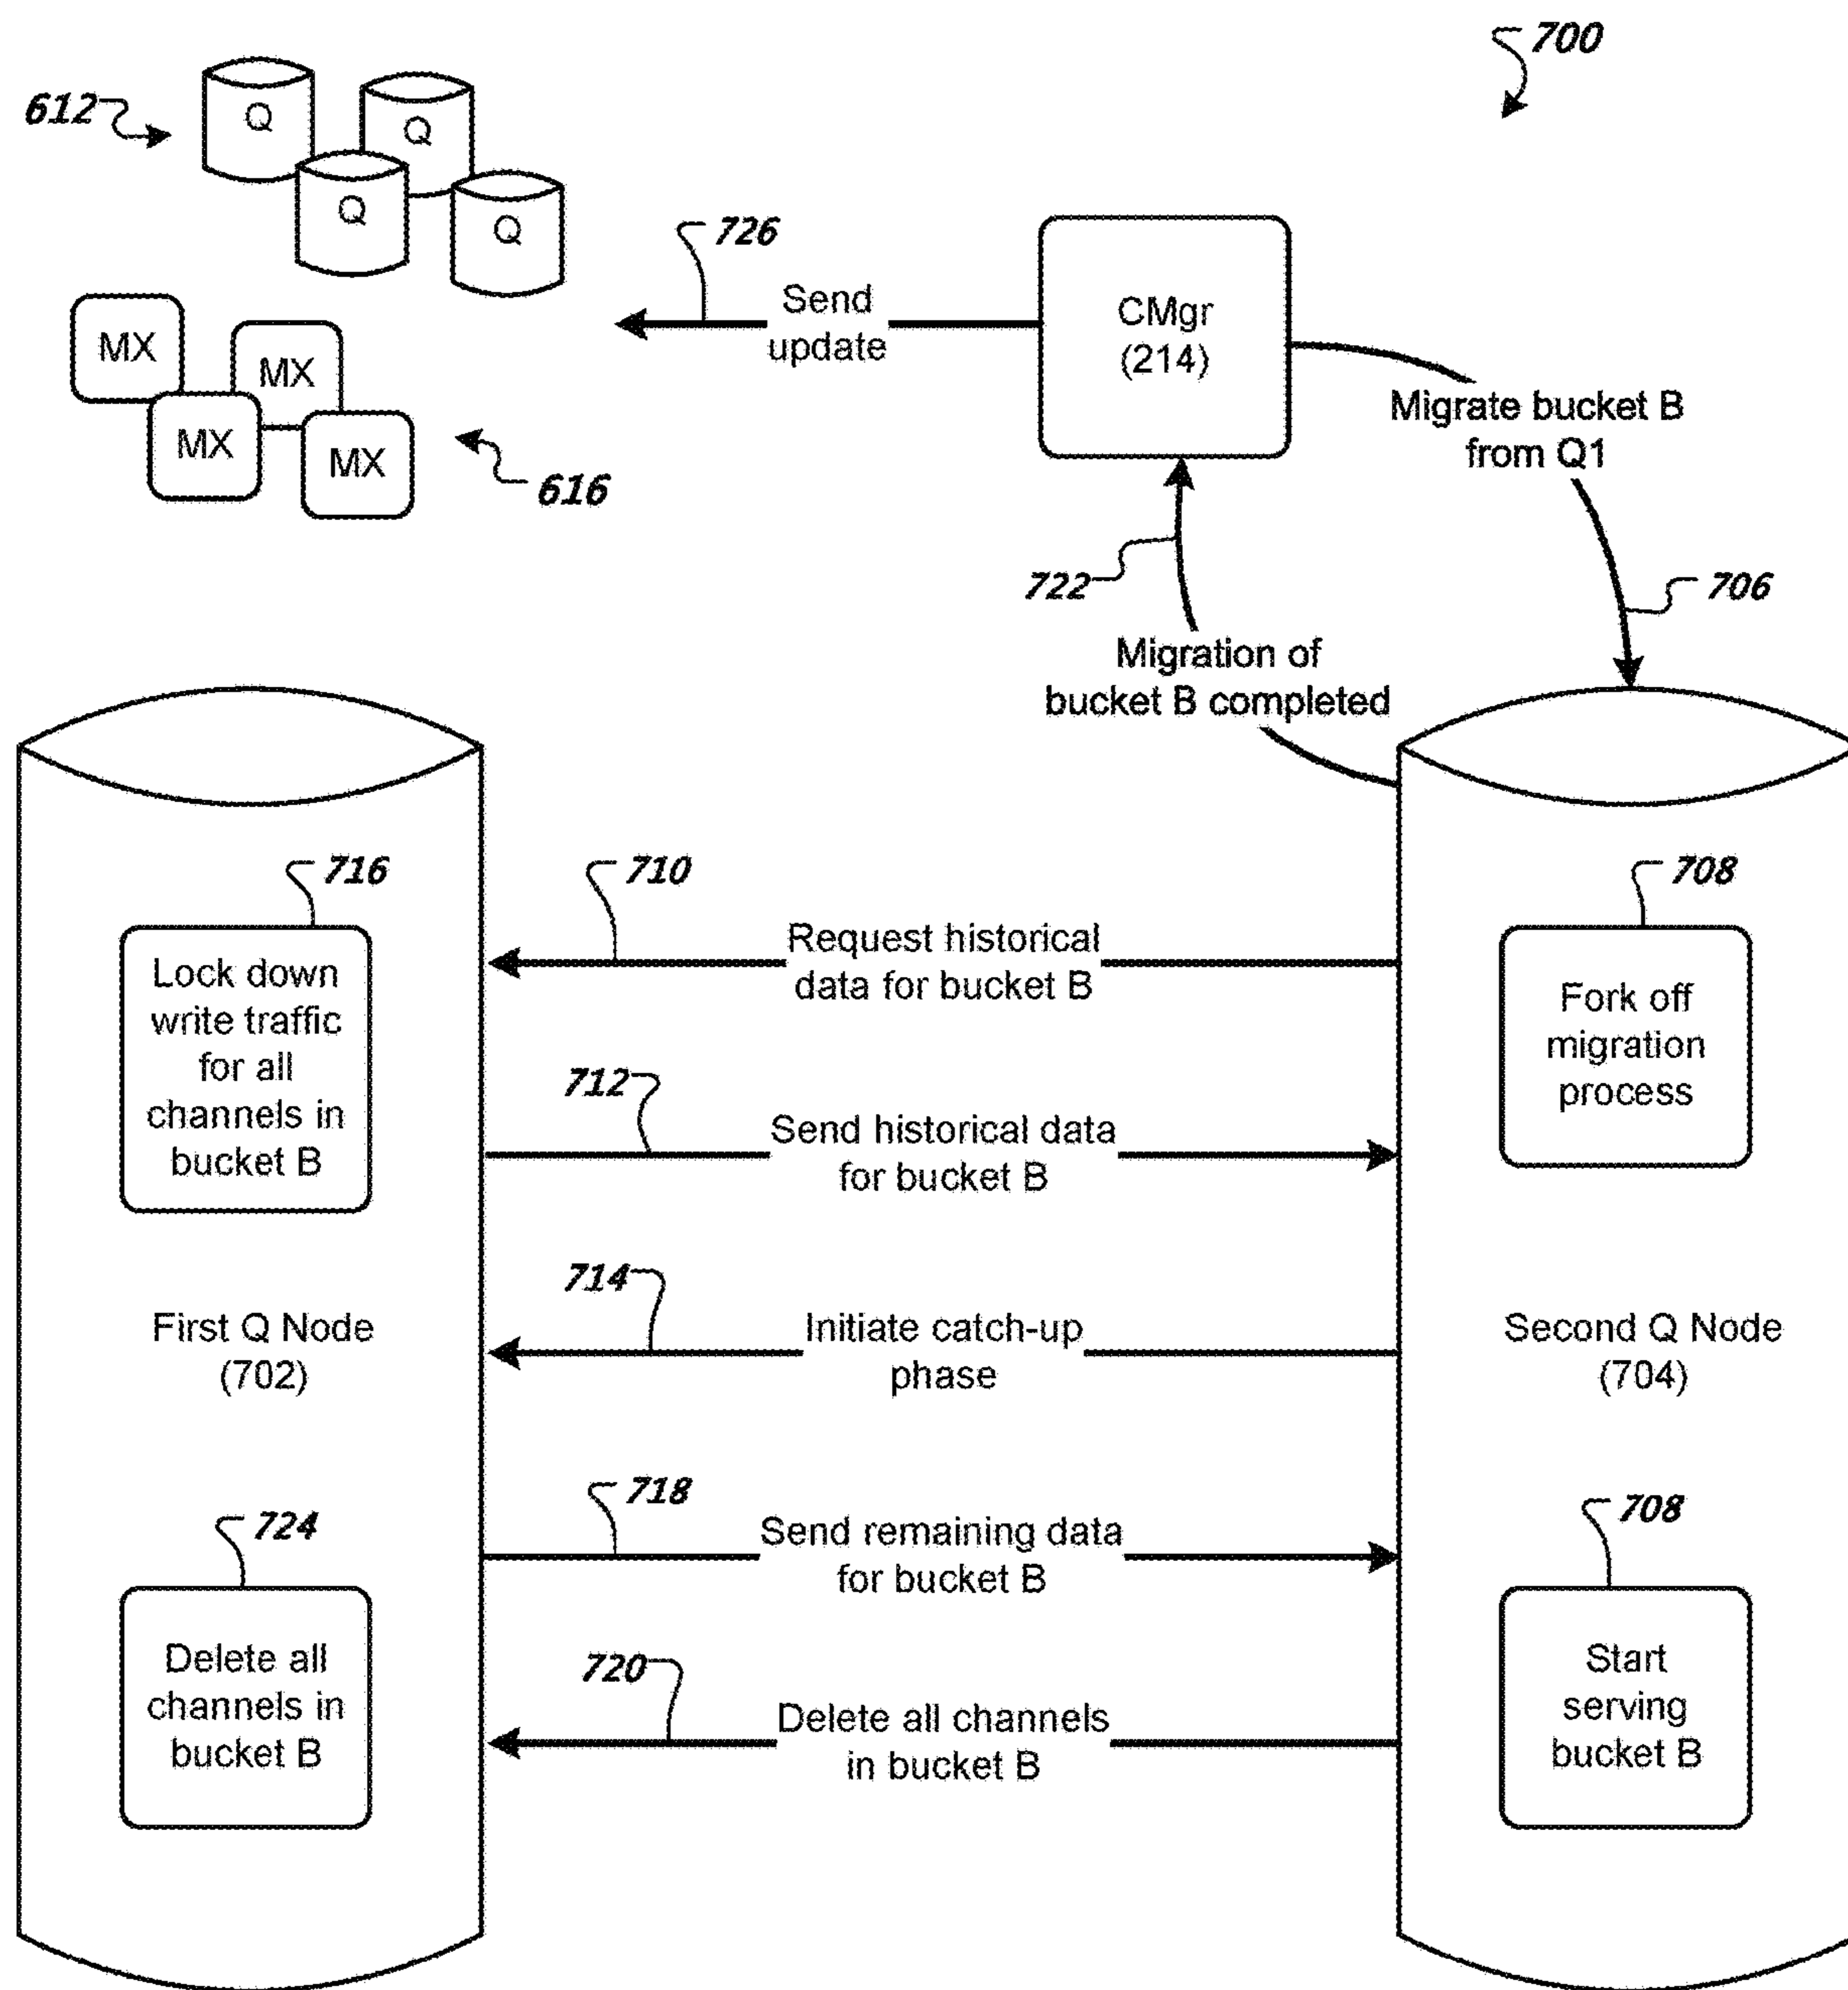 700
612
Q
Q
Q
Q
726
Send
update
CMgr
(214)
Migrate bucket B
from Q1
MX
MX
MX
MX
616
722
706
Migration of
bucket B completed
716
Lock down
write traffic
for all
channels in
bucket B
710
Request historical
data for bucket B
708
Fork off
migration
process
712
Send historical data
for bucket B
714
Initiate catch-up
phase
First Q Node
(702)
Second Q Node
(704)
718
Send remaining data
for bucket B
724
Delete all
channels in
bucket B
720
Delete all channels
in bucket B
708
Start
serving
bucket B